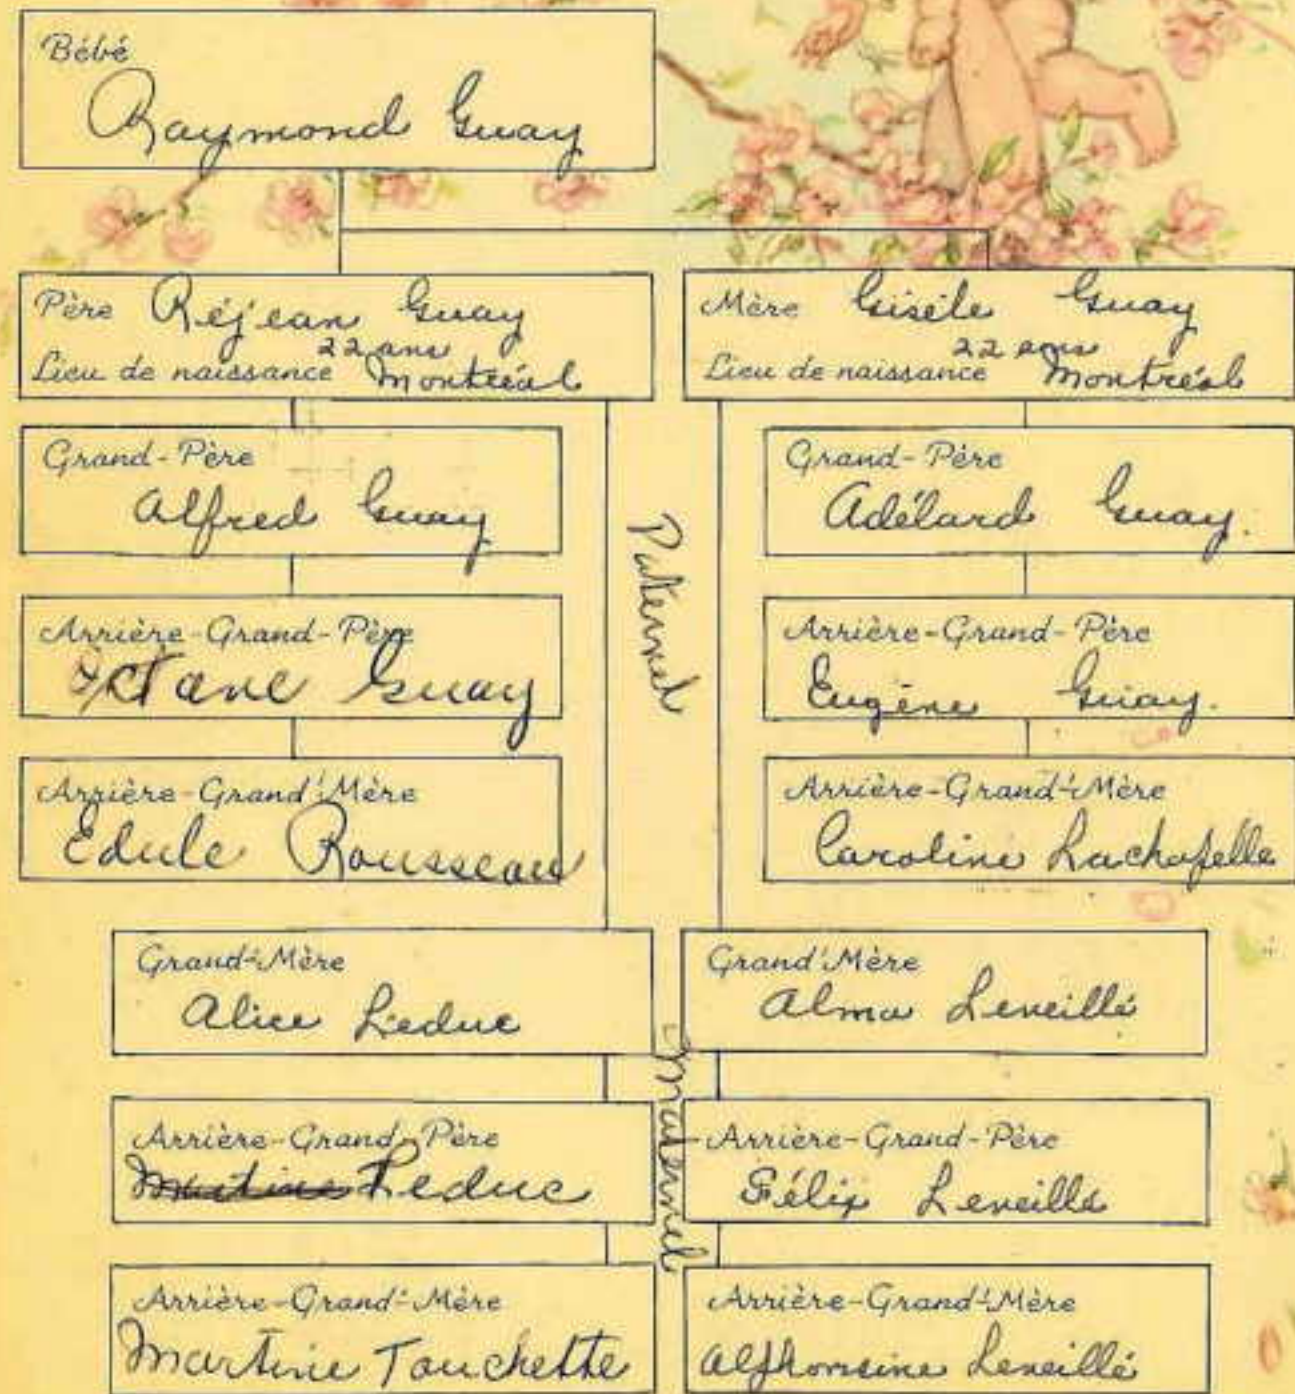 Bébé
Raymond Guay
Père Réjean Guay
22 ans
Lieu de naissance Montréal
Mère Gisèle Guay
22 ans
Lieu de naissance Montréal
Grand-Père
Alfred Guay
Grand-Père
Adélard Guay.
Paternel
Arrière-Grand-Père
Guay
Arrière-Grand-Père
Eugène Guay.
Arrière-Grand'Mère
Edule Rousseau
Arrière-Grand-Mère
Caroline Lachapelle
Grand-Mère
Alice Leduc
Grand'Mère
Alma Leveillé
Maternel
Arrière-Grand-Père
Leduc
Arrière-Grand-Père
Félix Leveillé
Arrière-Grand-Mère
Martine Touchette
Arrière-Grand-Mère
Alphonsine Leveillé